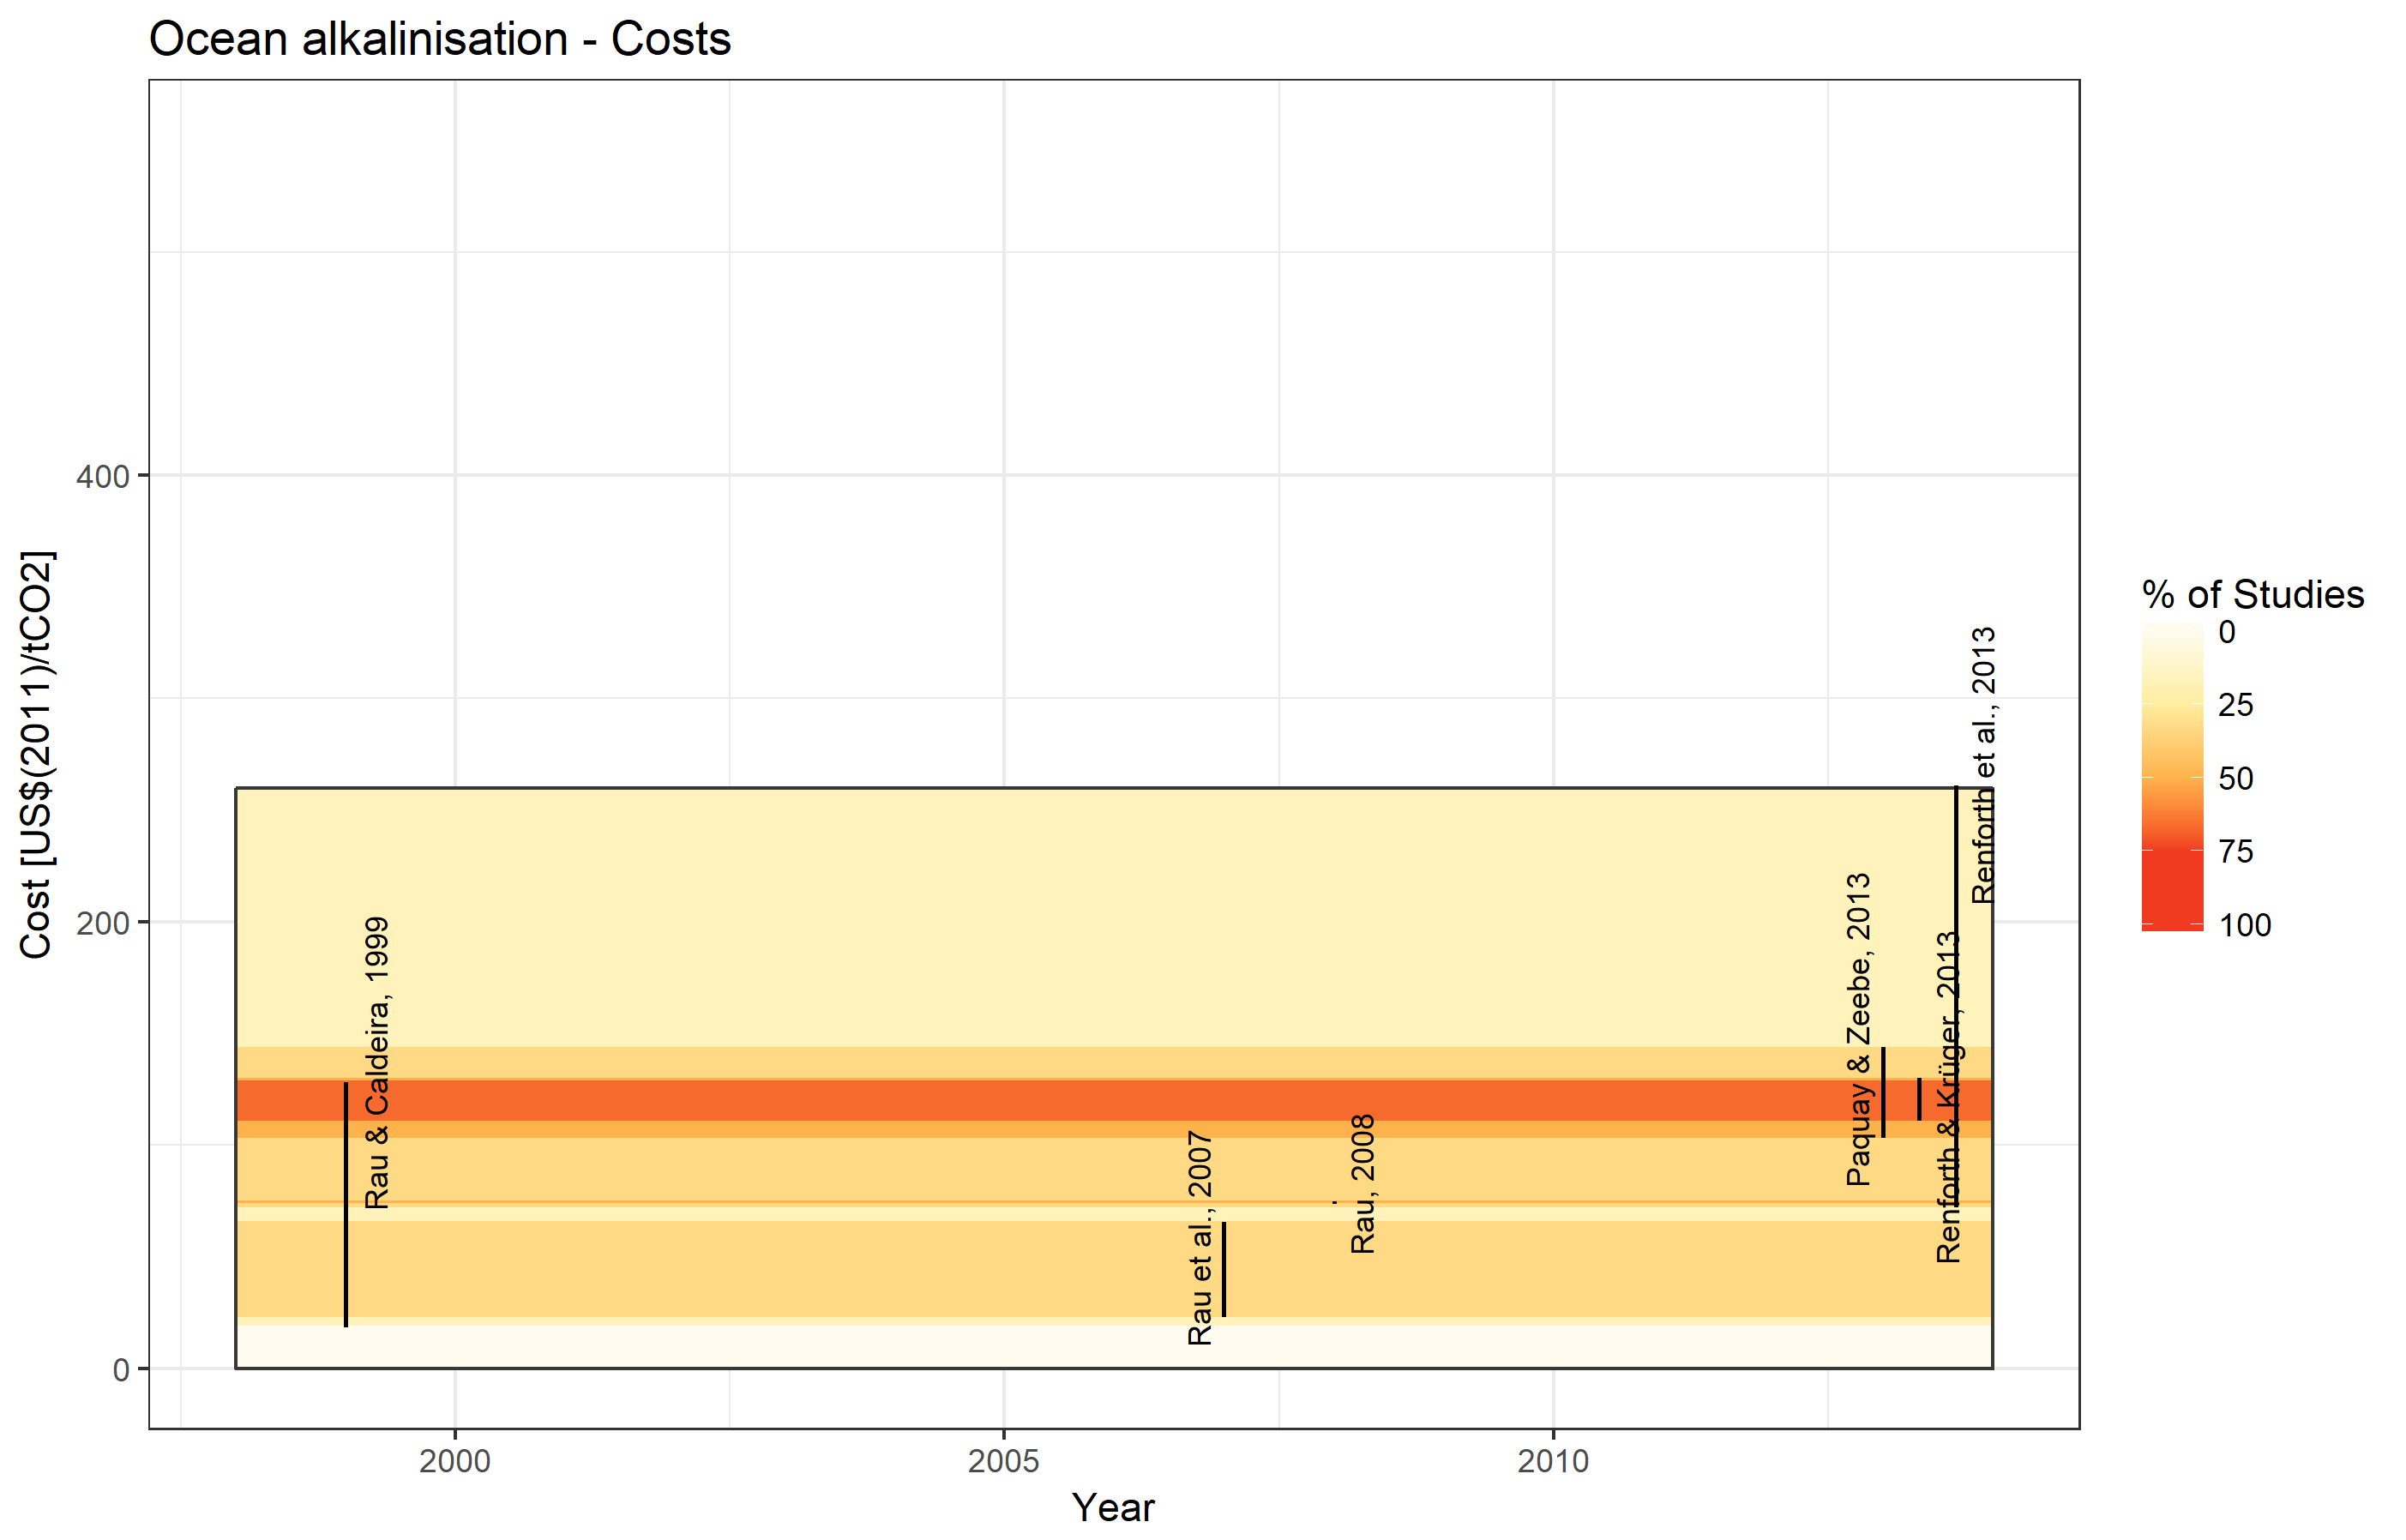 Ocean alkalinisation - Costs
Cost [US$(2011)/tCO2]
400
200
0
Rau & Caldeira, 1999
Rau et al., 2007
Rau, 2008
Paquay & Zeebe, 2013
Renforth & Krüger, 2013
Renforth et al., 2013
2000
2005
2010
Year
% of Studies
0
25
50
75
100